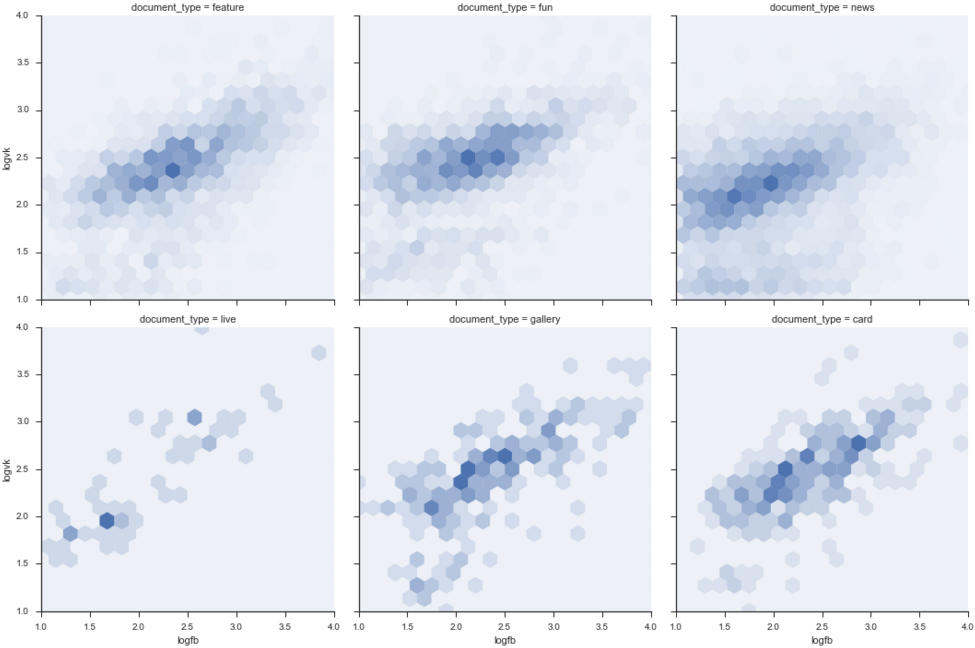 document_type = feature
document_type = fun
document_type = news
4.0
3.5
3.0
2.5
2.0
1.5
1.0
logvk
document_type = live
document_type = gallery
document_type = card
4.0
3.5
3.0
2.5
2.0
1.5
1.0
logvk
1.0 1.5 2.0 2.5 3.0 3.5 4.0
logfb
1.0 1.5 2.0 2.5 3.0 3.5 4.0
logfb
1.0 1.5 2.0 2.5 3.0 3.5 4.0
logfb